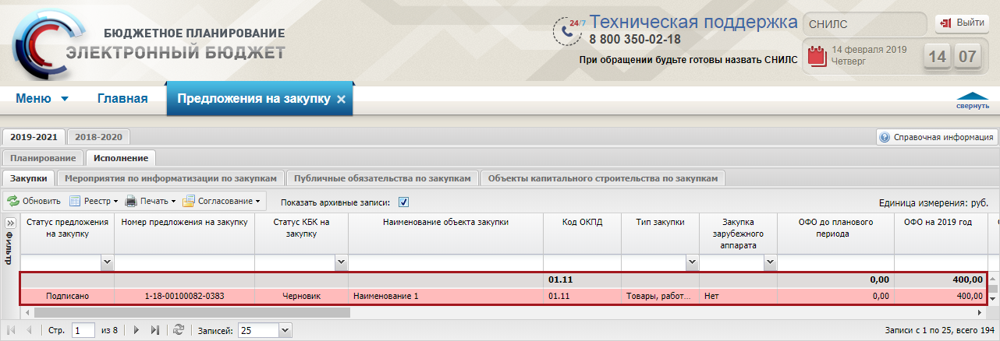 БЮДЖЕТНОЕ ПЛАНИРОВАНИЕ
ЭЛЕКТРОННЫЙ БЮДЖЕТ
24/7 Техническая поддержка
8 800 350-02-18
При обращении будьте готовы назвать СНИЛС
СНИЛС
Выйти
14 февраля 2019
Четверг
14 07
Меню Главная Предложения на закупку
свернуть
2019-2021 2018-2020
Справочная информация
Планирование Исполнение
Закупки Мероприятия по информатизации по закупкам Публичные обязательства по закупкам Объекты капитального строительства по закупкам
Обновить Реестр Печать Согласование Показать архивные записи: Единица измерения: руб.
Фильтр
Статус предложения на закупку Номер предложения на закупку Статус КБК на закупку Наименование объекта закупки Код ОКПД Тип закупки Закупка зарубежного аппарата ОФО до планового периода ОФО на 2019 год
01.11 0,00 400,00
Подписано 1-18-00100082-0383 Черновик Наименование 1 01.11 Товары, работ... Нет 0,00 400,00
Стр. 1 из 8 Записей: 25 Записи с 1 по 25, всего 194